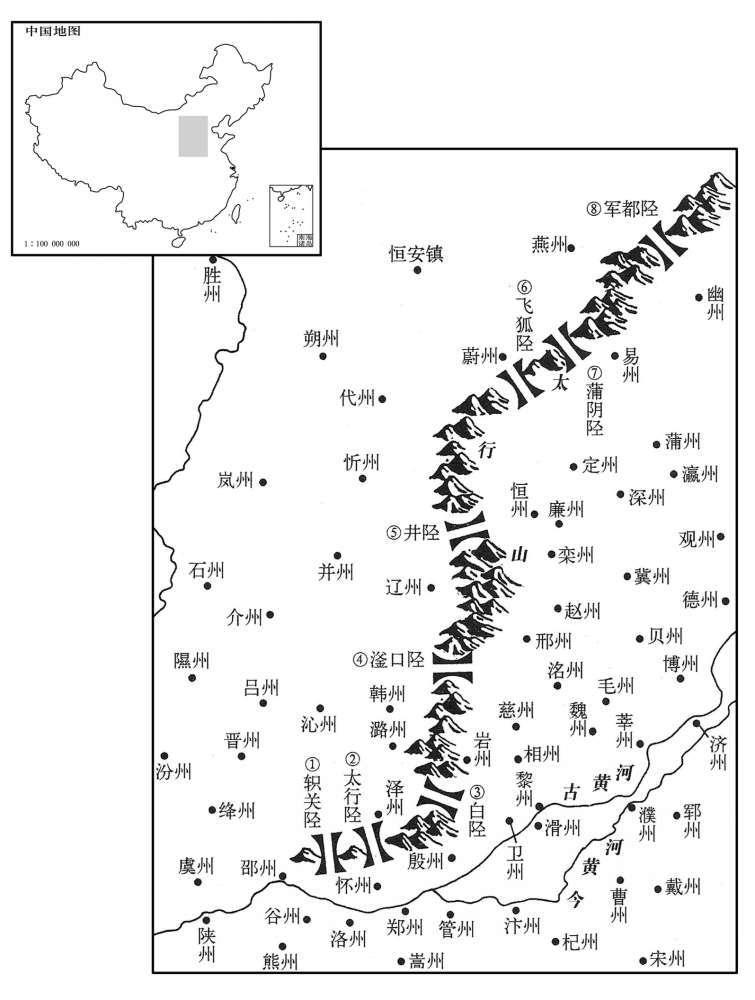 中国地图
1:100 000 000
南海
诸岛
⑧军都陉
燕州
恒安镇
胜州
⑥飞狐陉
幽州
朔州
蔚州
太
易州
⑦蒲阴陉
代州
行
蒲州
忻州
定州
瀛州
岚州
恒州
深州
廉州
⑤井陉
观州
山
栾州
石州
并州
冀州
辽州
德州
介州
赵州
邢州
贝州
隰州
④滏口陉
博州
洺州
吕州
韩州
毛州
沁州
慈州
魏州
潞州
莘州
晋州
岩州
相州
济州
汾州
①轵关陉
②太行陉
泽州
黎州
古黄河
③白陉
绛州
滑州
濮州
郓州
卫州
今黄河
虞州
邵州
殷州
怀州
曹州
戴州
谷州
陕州
洛州
郑州
管州
汴州
杞州
熊州
嵩州
宋州